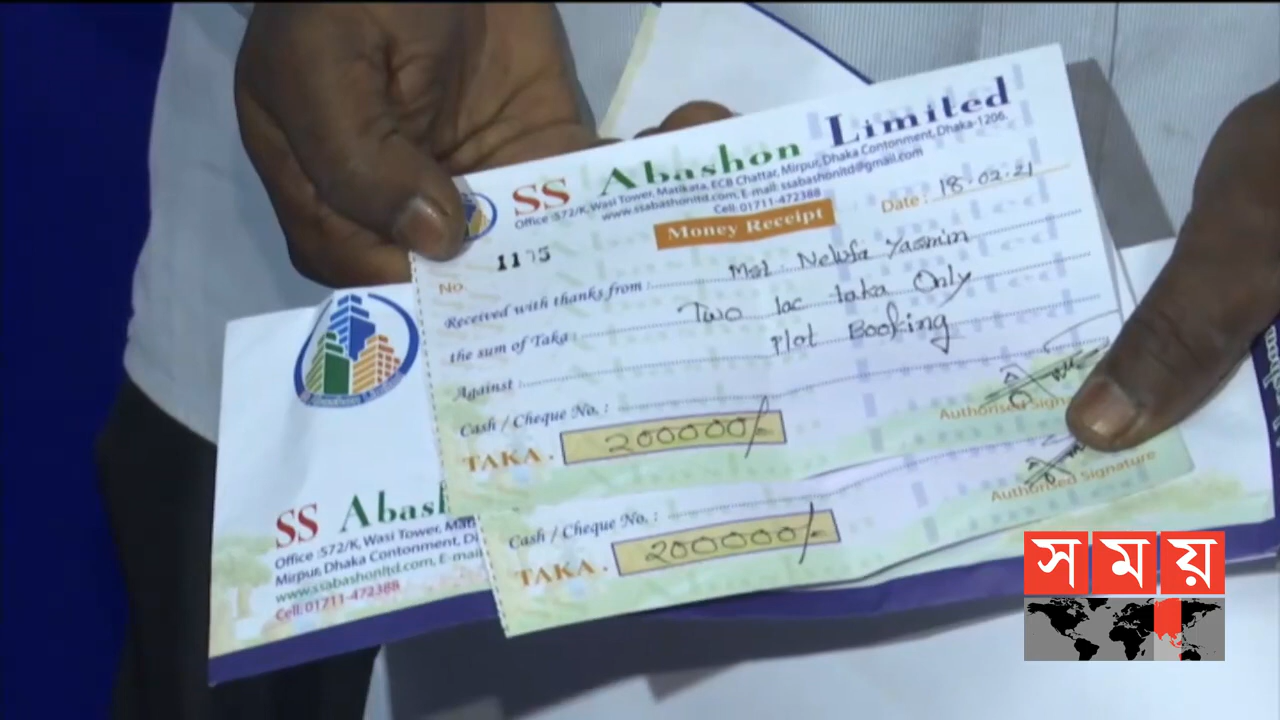 SS Abashon Limited
Office :572/K, Wasi Tower, Matikata, ECB Chattar, Mirpur, Dhaka Contonment, Dhaka-1206.
www.ssabashonltd.com, E-mail: ssabashonltd@gmail.com
Cell: 01711-472388
Money Receipt
Date : 18.02.21
No 1175
Received with thanks from : Mst. Nelufa Yasmin
the sum of Taka : Two lac taka Only
Against : Plot Booking
Cash / Cheque No. :
TAKA . 200000/-
Authorised Signa
Cash / Cheque No. :
TAKA . 200000/-
Authorised Signature
SS Abash
Office :572/K, Wasi Tower, Mati
Mirpur, Dhaka Contonment, D
www.ssabashonltd.com, E-mai
Cell: 01711-472388
সময়